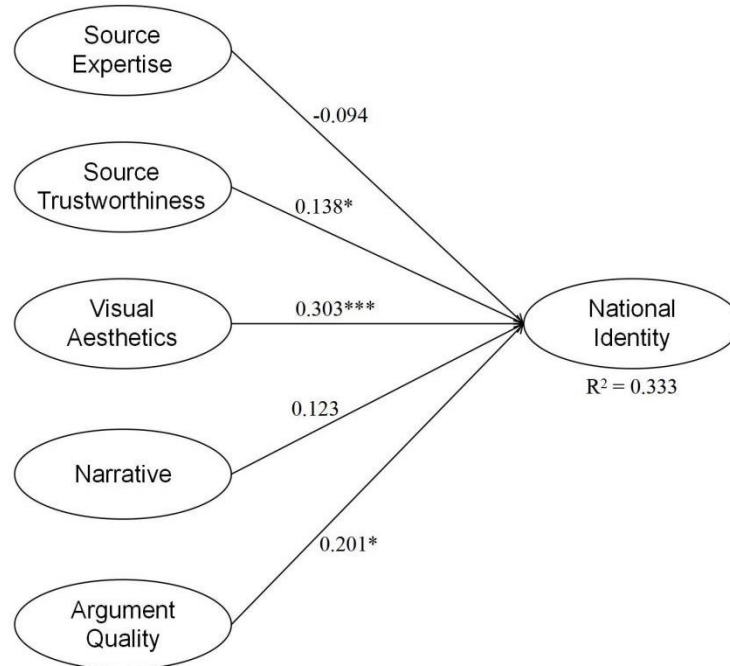 Source
Expertise
-0.094
Source
Trustworthiness
0.138*
Visual
Aesthetics
0.303***
National
Identity
R² = 0.333
0.123
Narrative
0.201*
Argument
Quality